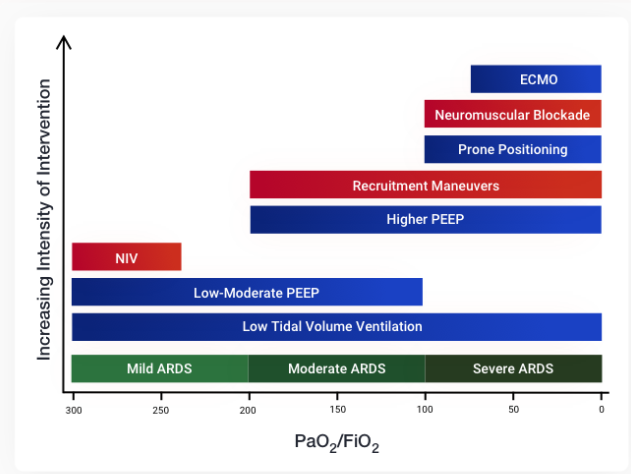 Increasing Intensity of Intervention
ECMO
Neuromuscular Blockade
Prone Positioning
Recruitment Maneuvers
Higher PEEP
NIV
Low-Moderate PEEP
Low Tidal Volume Ventilation
Mild ARDS Moderate ARDS Severe ARDS
300 250 200 150 100 50 0
PaO₂/FiO₂